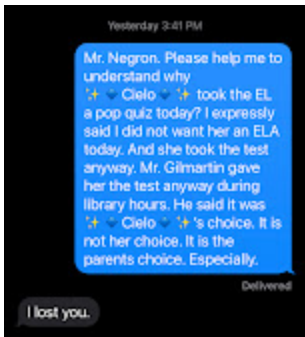 Yesterday 3:41 PM
Mr. Negron. Please help me to
understand why
✨💙Cielo💙✨ took the EL
a pop quiz today? I expressly
said I did not want her an ELA
today. And she took the test
anyway. Mr. Gilmartin gave
her the test anyway during
library hours. He said it was
✨💙Cielo💙✨'s choice. It is
not her choice. It is the
parents choice. Especially.
Delivered
I lost you.